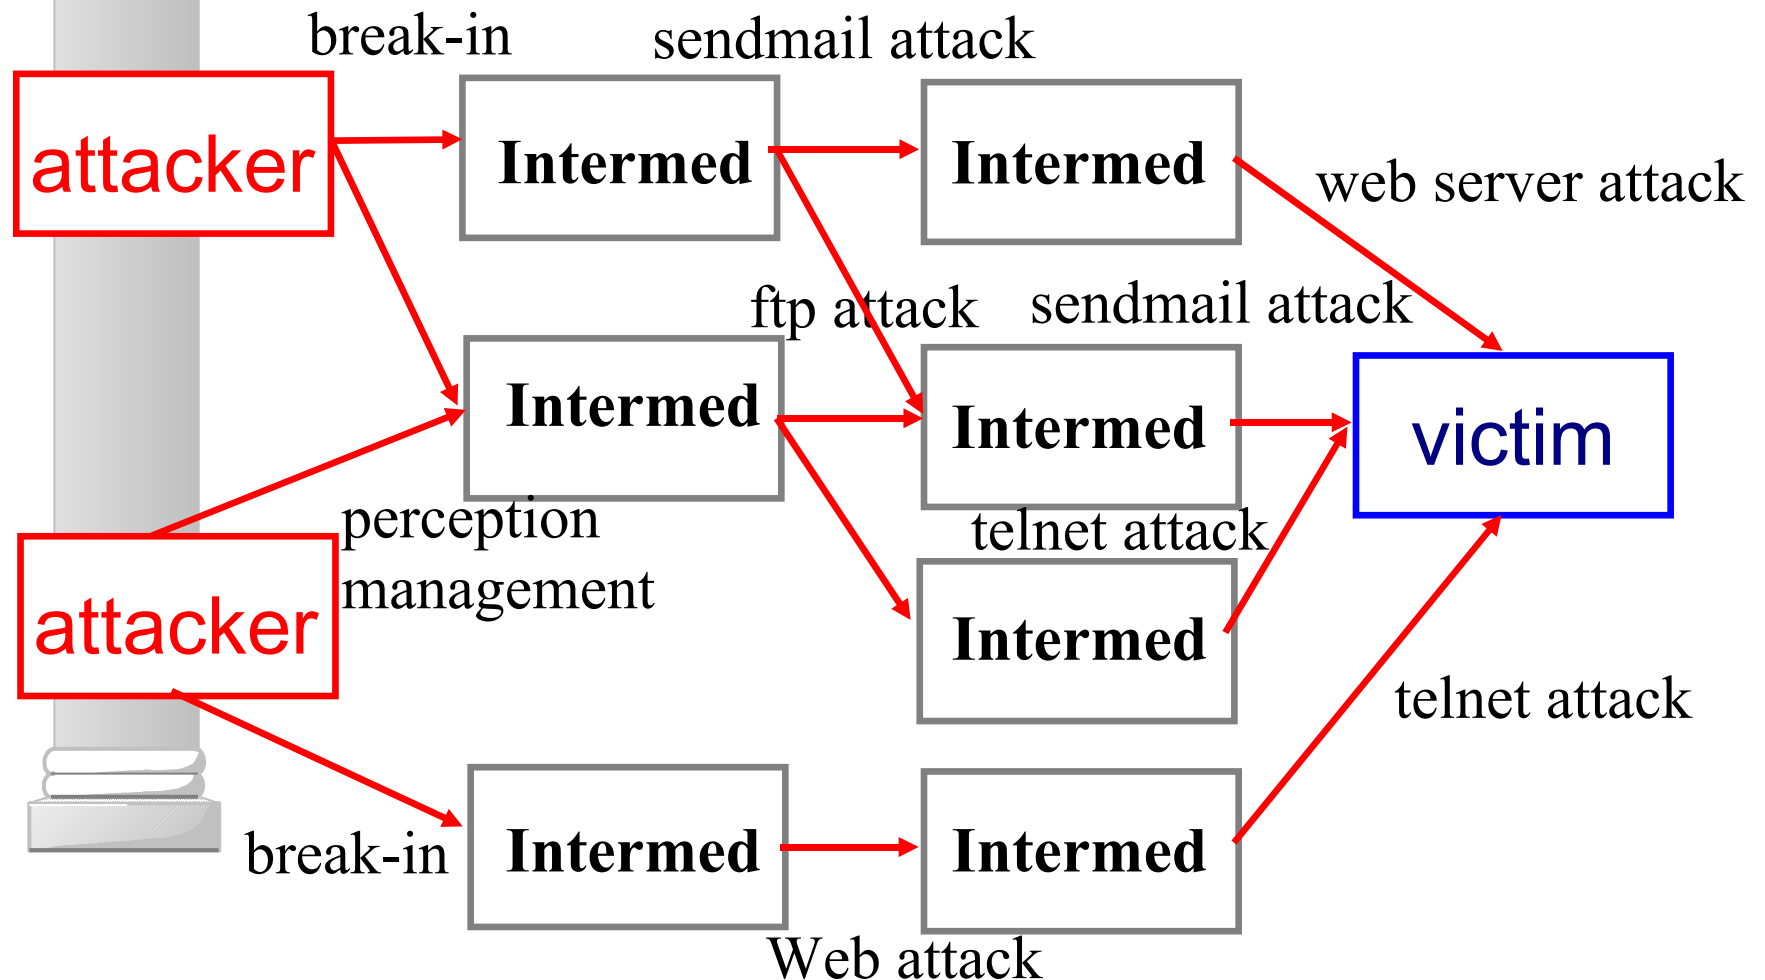 break-in
sendmail attack
attacker
Intermed
Intermed
web server attack
ftp attack
sendmail attack
Intermed
Intermed
victim
perception
management
telnet attack
attacker
Intermed
telnet attack
break-in
Intermed
Intermed
Web attack